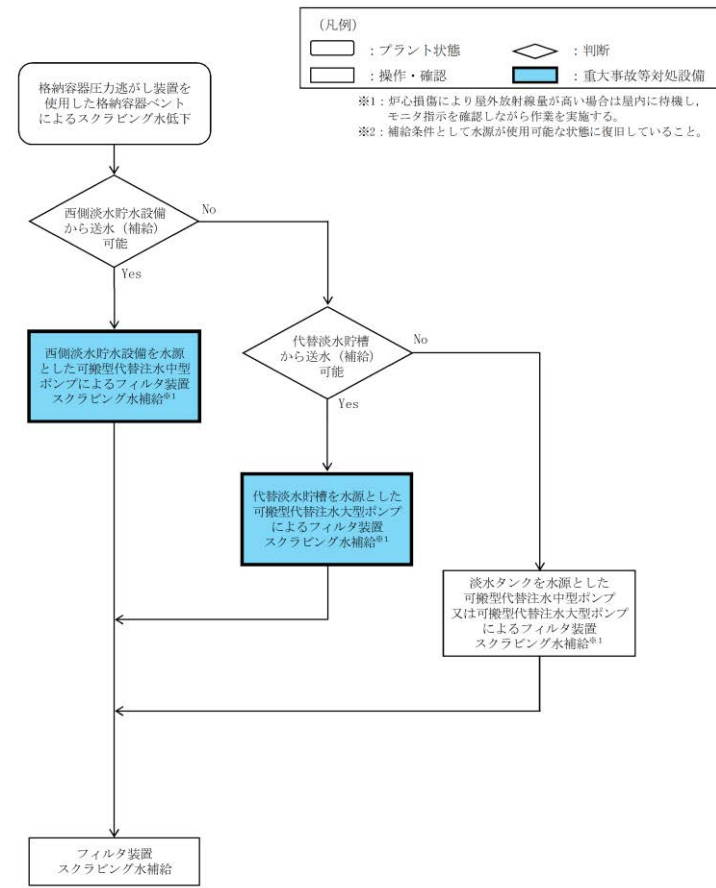 (凡例)
：プラント状態
：判断
：操作・確認
：重大事故等対処設備
※1：炉心損傷により屋外放射線量が高い場合は屋内に待機し，
モニタ指示を確認しながら作業を実施する。
※2：補給条件として水源が使用可能な状態に復旧していること。
格納容器圧力逃がし装置を
使用した格納容器ベント
によるスクラビング水低下
西側淡水貯水設備
から送水（補給）
可能
No
Yes
西側淡水貯水設備を水源
とした可搬型代替注水中型
ポンプによるフィルタ装置
スクラビング水補給※1
代替淡水貯槽
から送水（補給）
可能
No
Yes
代替淡水貯槽を水源とした
可搬型代替注水大型ポンプ
によるフィルタ装置
スクラビング水補給※1
淡水タンクを水源とした
可搬型代替注水中型ポンプ
又は可搬型代替注水大型ポンプ
によるフィルタ装置
スクラビング水補給※1
フィルタ装置
スクラビング水補給